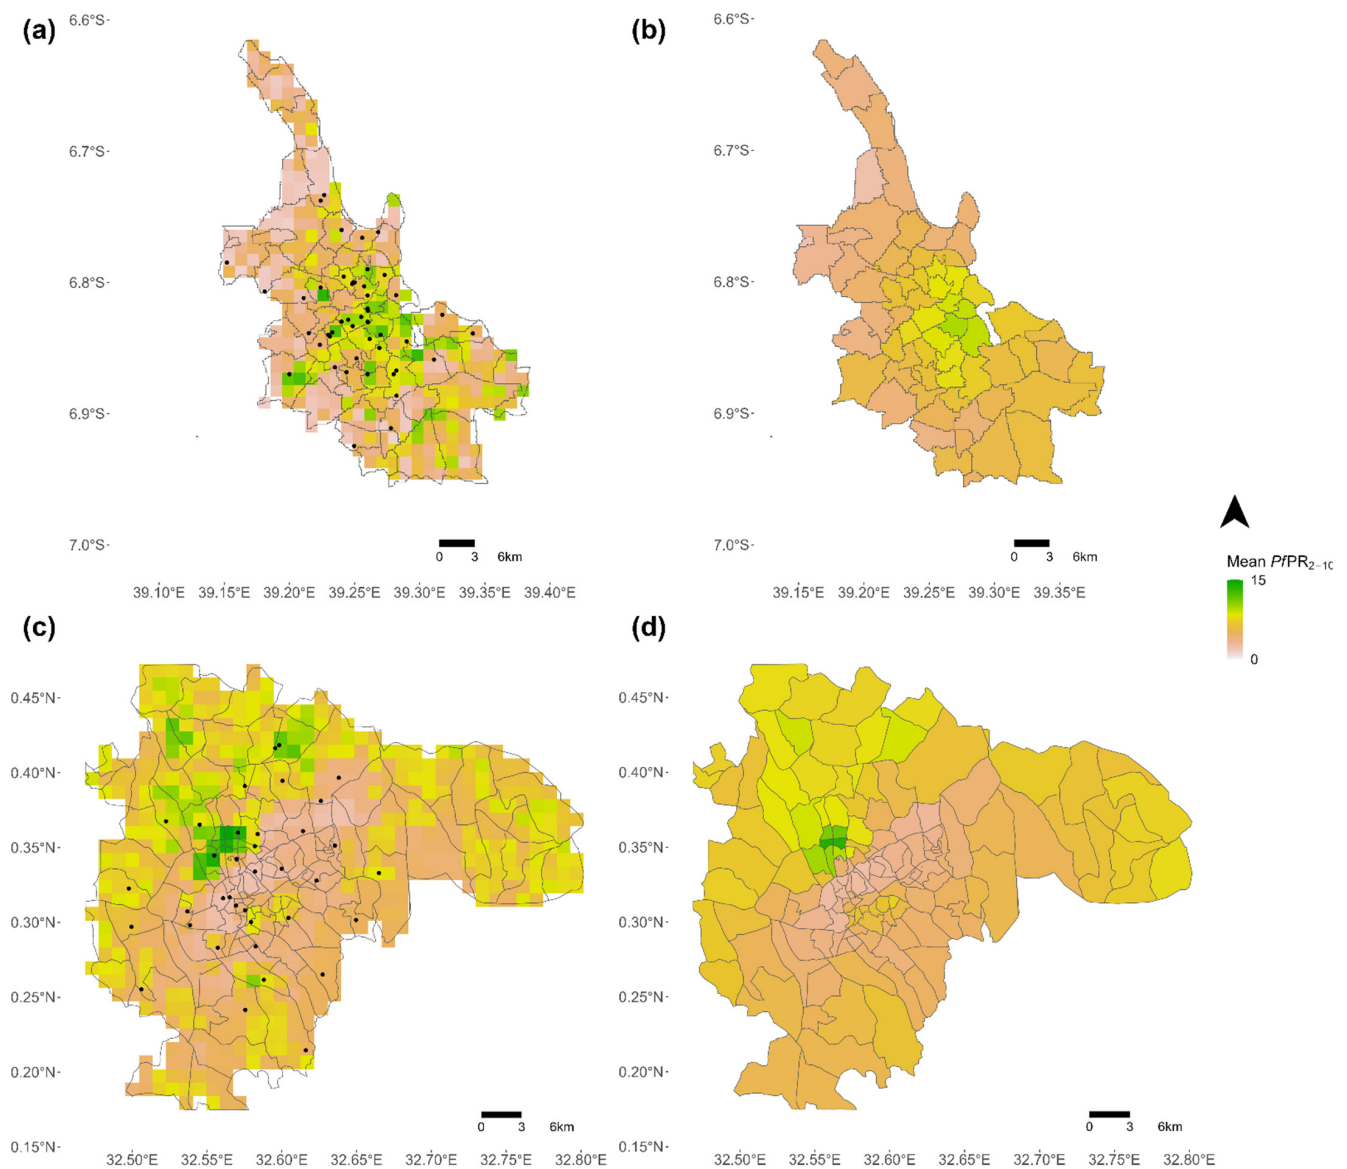 (a)
6.6°S
6.7°S
6.8°S
6.9°S
7.0°S
0 3 6km
39.10°E 39.15°E 39.20°E 39.25°E 39.30°E 39.35°E 39.40°E
(b)
6.6°S
6.7°S
6.8°S
6.9°S
7.0°S
0 3 6km
39.15°E 39.20°E 39.25°E 39.30°E 39.35°E
Mean PfPR2−10
15
0
(c)
0.45°N
0.40°N
0.35°N
0.30°N
0.25°N
0.20°N
0.15°N
0 3 6km
32.50°E 32.55°E 32.60°E 32.65°E 32.70°E 32.75°E 32.80°E
(d)
0.45°N
0.40°N
0.35°N
0.30°N
0.25°N
0.20°N
0.15°N
0 3 6km
32.50°E 32.55°E 32.60°E 32.65°E 32.70°E 32.75°E 32.80°E